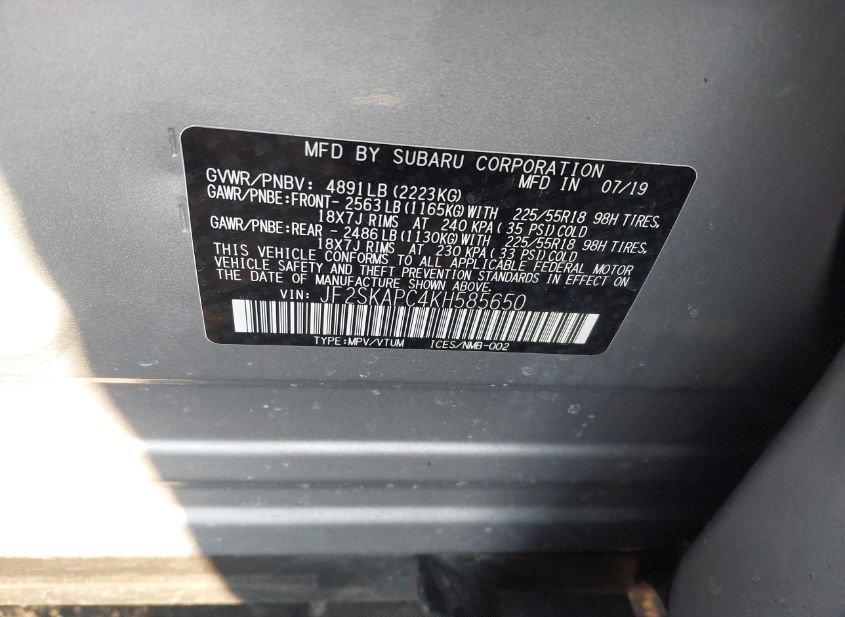 MFD BY SUBARU CORPORATION
GVWR/PNBV: 4891LB(2223KG) MFD IN 07/19
GAWR/PNBE:FRONT- 2563LB(1165KG)WITH 225/55R18 98H TIRES,
18X7J RIMS AT 240 KPA(35 PSI)COLD
GAWR/PNBE:REAR -2486LB(1130KG)WITH 225/55R18 98H TIRES,
18X7J RIMS AT 230 KPA(33 PSI)COLD
THIS VEHICLE CONFORMS TO ALL APPLICABLE FEDERAL MOTOR
VEHICLE SAFETY AND THEFT PREVENTION STANDARDS IN EFFECT ON
THE DATE OF MANUFACTURE SHOWN ABOVE.
VIN: JF2SKAPC4KH585650
TYPE:MPV/VTUM ICES/NMB-002